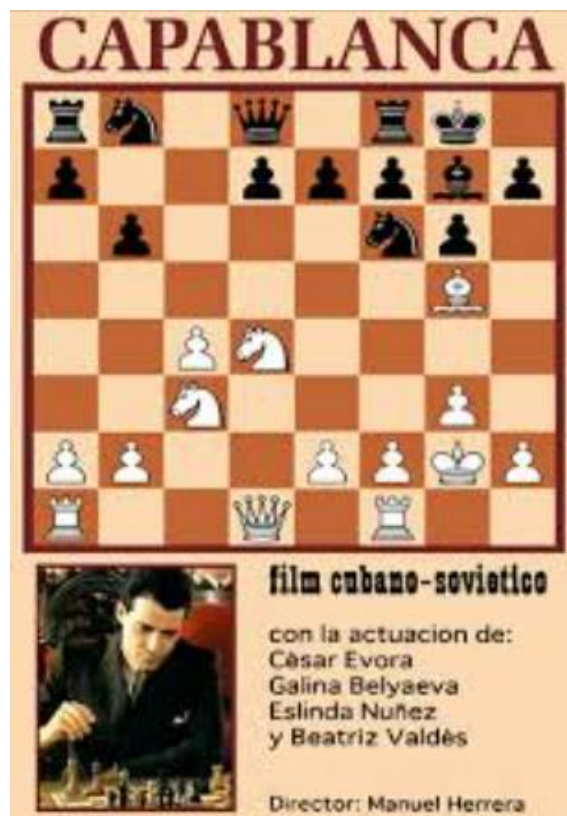 CAPABLANCA
film cubano-sovietico
con la actuacion de:
Cèsar Evora
Galina Belyaeva
Eslinda Nuñez
y Beatriz Valdès
Director: Manuel Herrera